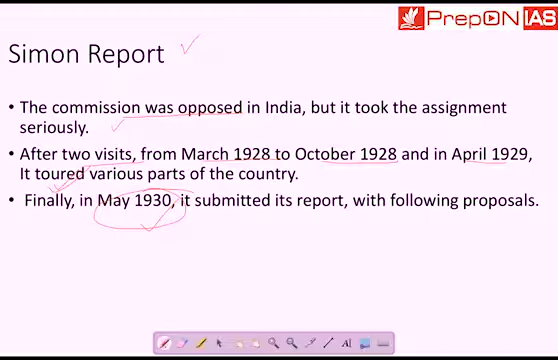 PrepON IAS
Simon Report
• The commission was opposed in India, but it took the assignment
seriously.
• After two visits, from March 1928 to October 1928 and in April 1929,
It toured various parts of the country.
• Finally, in May 1930, it submitted its report, with following proposals.